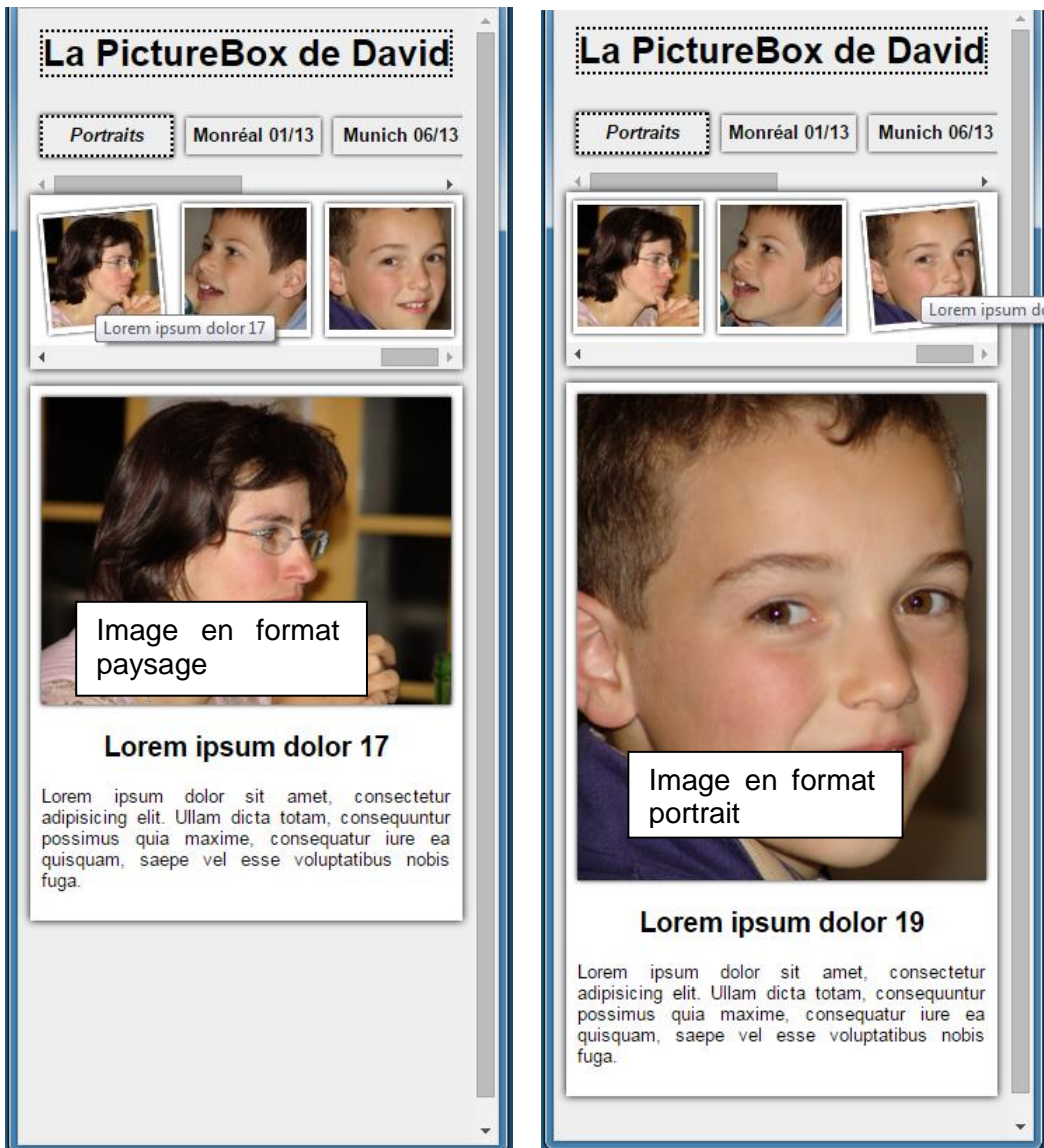 La PictureBox de David
Portraits Monréal 01/13 Munich 06/13
Lorem ipsum dolor 17
Image en format
paysage
Lorem ipsum dolor 17
Lorem ipsum dolor sit amet, consectetur
adipisicing elit. Ullam dicta totam, consequuntur
possimus quia maxime, consequatur iure ea
quisquam, saepe vel esse voluptatibus nobis
fuga.
La PictureBox de David
Portraits Monréal 01/13 Munich 06/13
Lorem ipsum do
Image en format
portrait
Lorem ipsum dolor 19
Lorem ipsum dolor sit amet, consectetur
adipisicing elit. Ullam dicta totam, consequuntur
possimus quia maxime, consequatur iure ea
quisquam, saepe vel esse voluptatibus nobis
fuga.